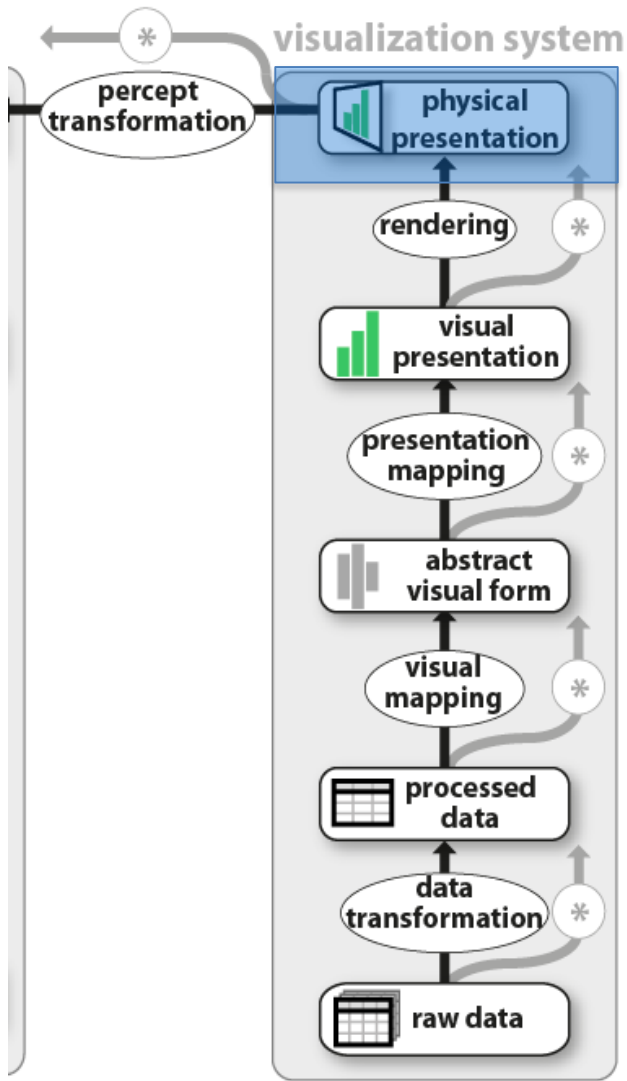 *
visualization system
percept
transformation
physical
presentation
rendering
*
visual
presentation
presentation
mapping
*
abstract
visual form
visual
mapping
*
processed
data
data
transformation
*
raw data